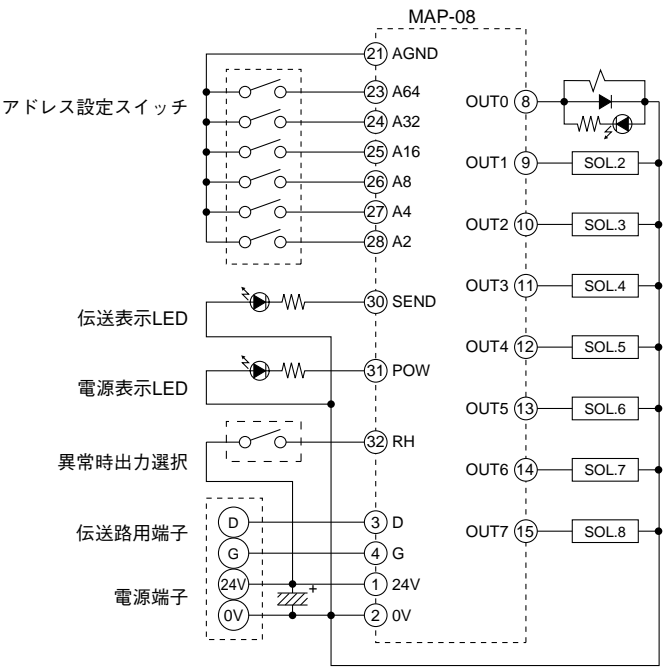 MAP-08
21 AGND
アドレス設定スイッチ
23 A64
24 A32
25 A16
26 A8
27 A4
28 A2
伝送表示LED
30 SEND
電源表示LED
31 POW
異常時出力選択
32 RH
伝送路用端子
D
3 D
G
4 G
電源端子
24V
+
1 24V
0V
2 0V
OUT0 8
OUT1 9 SOL.2
OUT2 10 SOL.3
OUT3 11 SOL.4
OUT4 12 SOL.5
OUT5 13 SOL.6
OUT6 14 SOL.7
OUT7 15 SOL.8